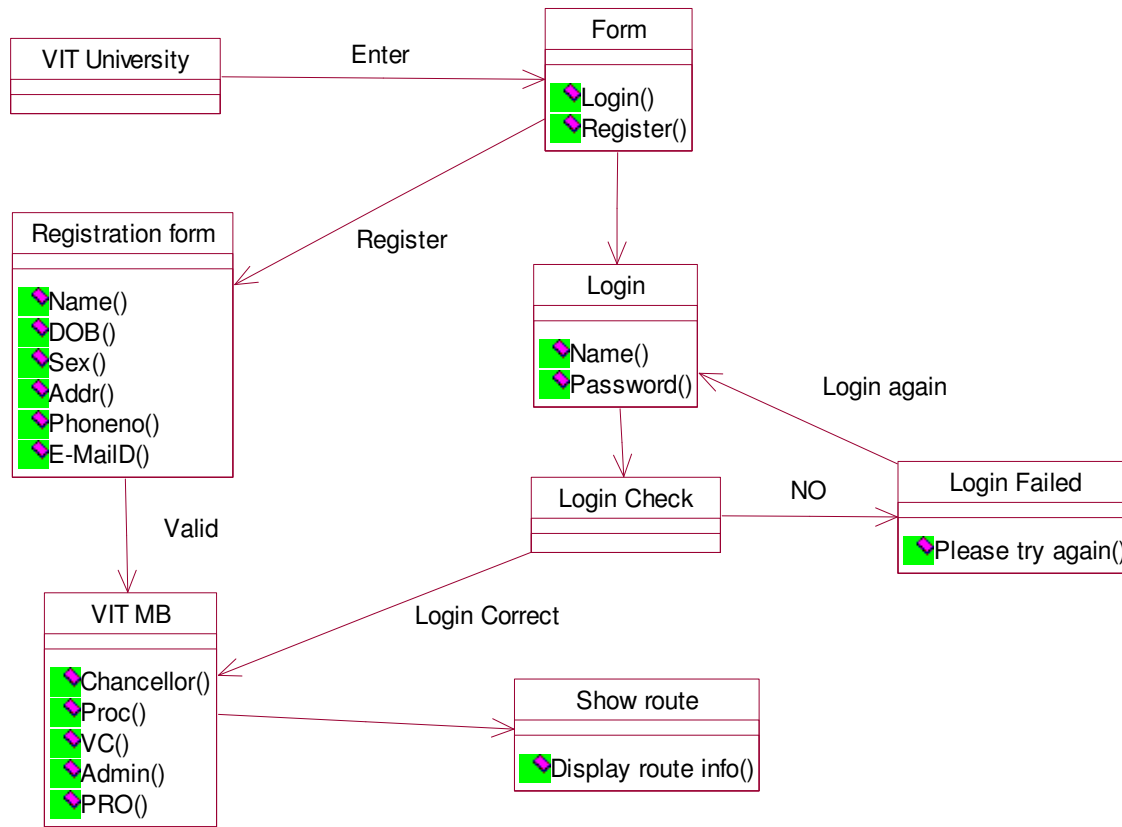 VIT University
Enter
Form
Login()
Register()
Registration form
Name()
DOB()
Sex()
Addr()
Phoneno()
E-MailD()
Register
Login
Name()
Password()
Login again
Login Check
NO
Login Failed
Please try again()
Valid
Login Correct
VIT MB
Chancellor()
Proc()
VC()
Admin()
PRO()
Show route
Display route info()